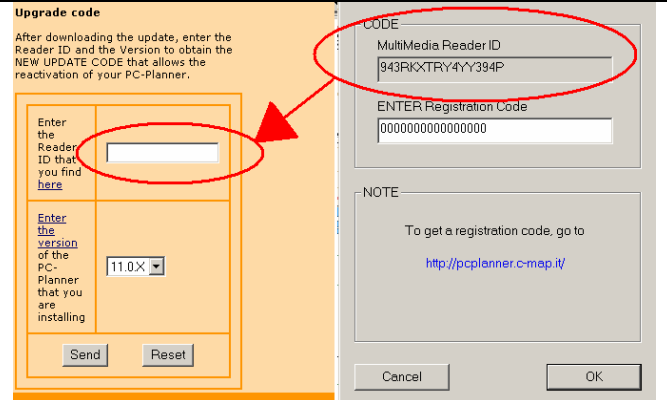 Upgrade code
After downloading the update, enter the
Reader ID and the Version to obtain the
NEW UPDATE CODE that allows the
reactivation of your PC-Planner.
Enter
the
Reader
ID that
you find
here
Enter
the
version
of the
PC-
Planner
that you
are
installing
11.0.X
Send
Reset
CODE
MultiMedia Reader ID
943RKXTRY4YY394P
ENTER Registration Code
0000000000000000
NOTE
To get a registration code, go to
http://pcplanner.c-map.it/
Cancel
OK